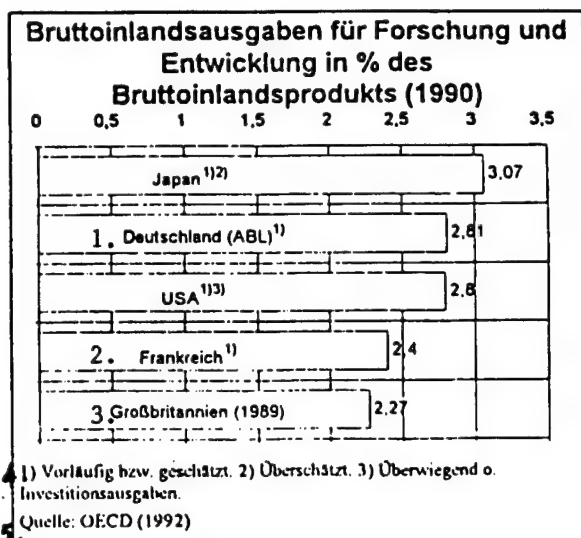 Bruttoinlandsausgaben für Forschung und
Entwicklung in % des
Bruttoinlandsprodukts (1990)
0 0,5 1 1,5 2 2,5 3 3,5
Japan 1)2) 3,07
1. Deutschland (ABL) 1) 2,81
USA 1)3) 2,8
2. Frankreich 1) 2,4
3. Großbritannien (1989) 2,27
1) Vorläufig bzw. geschätzt. 2) Überschätzt. 3) Überwiegend o.
Investitionsausgaben.
Quelle: OECD (1992)